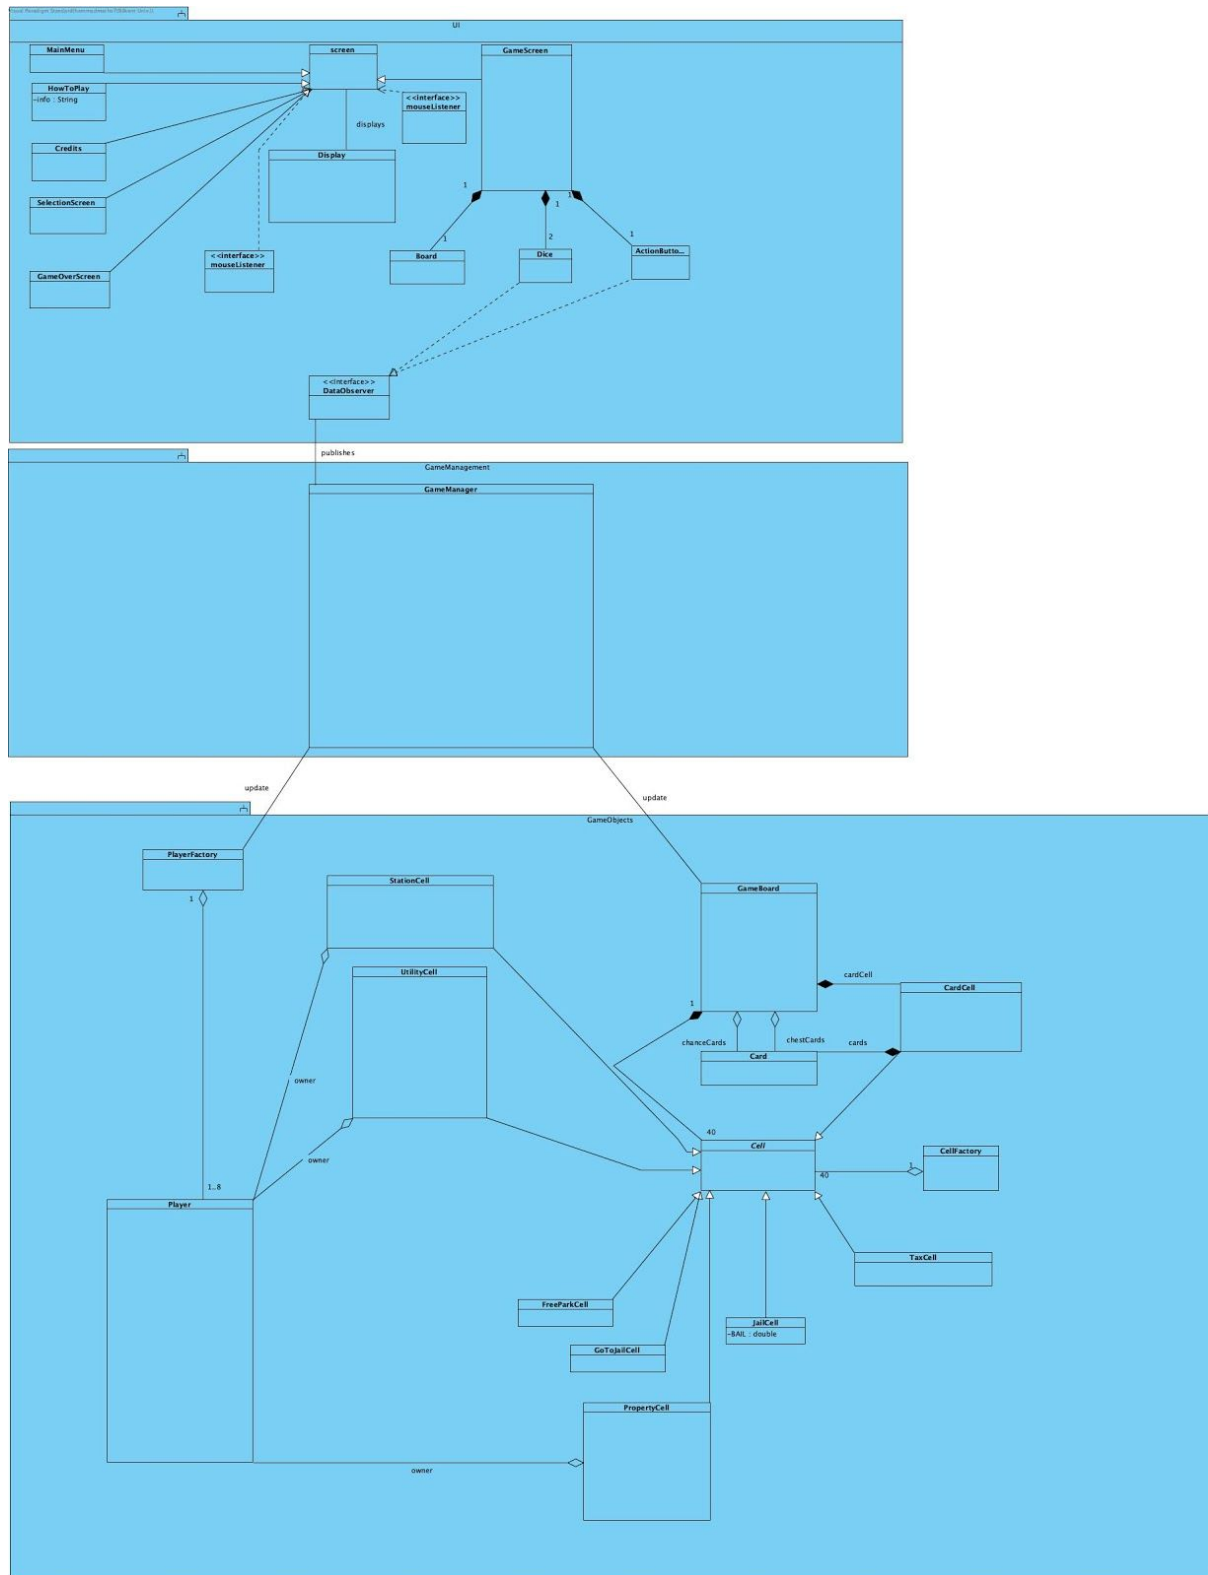 UI
MainMenu
screen
GameScreen
HowToPlay
-info : String
<<Interface>>
mouseListener
displays
Credits
Display
SelectionScreen
1
1
1
1
2
1
<<Interface>>
mouseListener
Board
Dice
ActionButto...
GameOverScreen
<<Interface>>
DataObserver
publishes
GameManagement
GameManager
update
update
GameObjects
PlayerFactory
1
StationCell
GameBoard
UtilityCell
cardCell
CardCell
1
chanceCards
chestCards
cards
Card
owner
40
Cell
CellFactory
owner
1
40
1..8
Player
TaxCell
FreeParkCell
JailCell
-BAIL : double
GoToJailCell
PropertyCell
owner